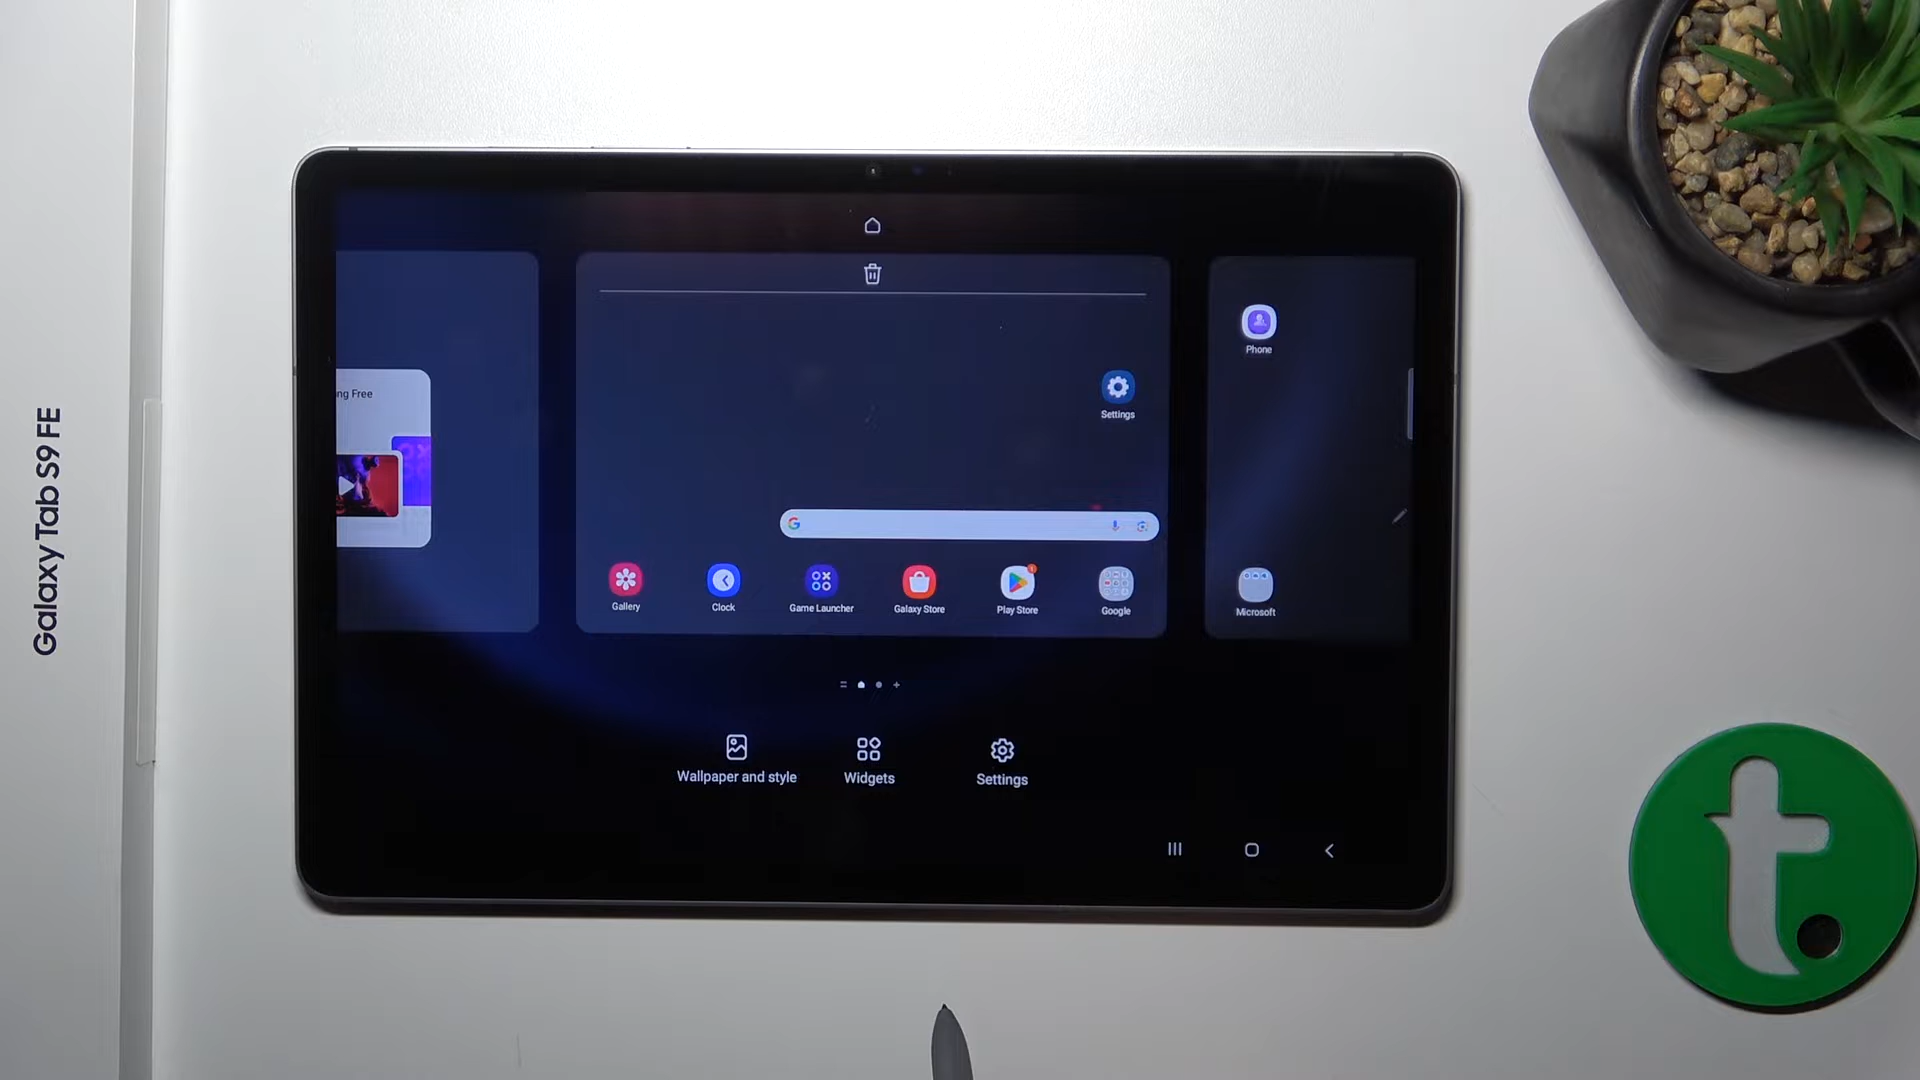 Galaxy Tab S9 FE
ng Free
Settings
Phone
Gallery
Clock
Game Launcher
Galaxy Store
Play Store
Google
Microsoft
Wallpaper and style
Widgets
Settings
t.